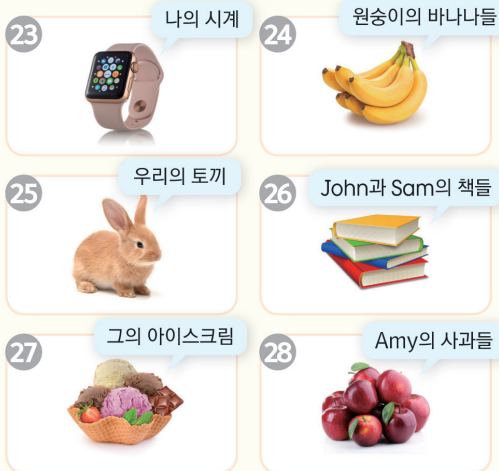 23
나의 시계
24
원숭이의 바나나들
25
우리의 토끼
26
John과 Sam의 책들
27
그의 아이스크림
28
Amy의 사과들